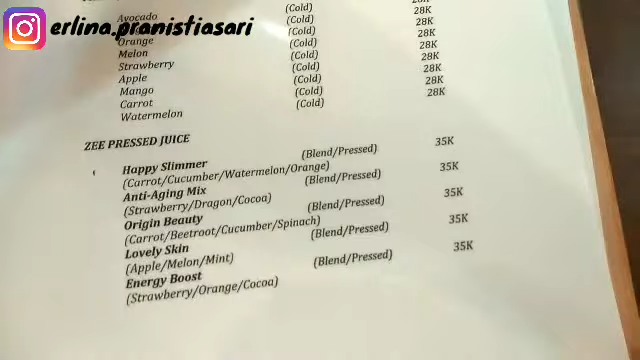 erlina.pranistiasari
(Cold) 28K
Avocado (Cold) 28K
(Cold) 28K
Orange (Cold) 28K
Melon (Cold) 28K
Strawberry (Cold) 28K
Apple (Cold) 28K
Mango (Cold)
Carrot
Watermelon
ZEE PRESSED JUICE
Happy Slimmer (Blend/Pressed) 35K
(Carrot/Cucumber/Watermelon/Orange)
Anti-Aging Mix (Blend/Pressed) 35K
(Strawberry/Dragon/Cocoa)
Origin Beauty (Blend/Pressed) 35K
(Carrot/Beetroot/Cucumber/Spinach)
Lovely Skin (Blend/Pressed) 35K
(Apple/Melon/Mint)
Energy Boost (Blend/Pressed) 35K
(Strawberry/Orange/Cocoa)